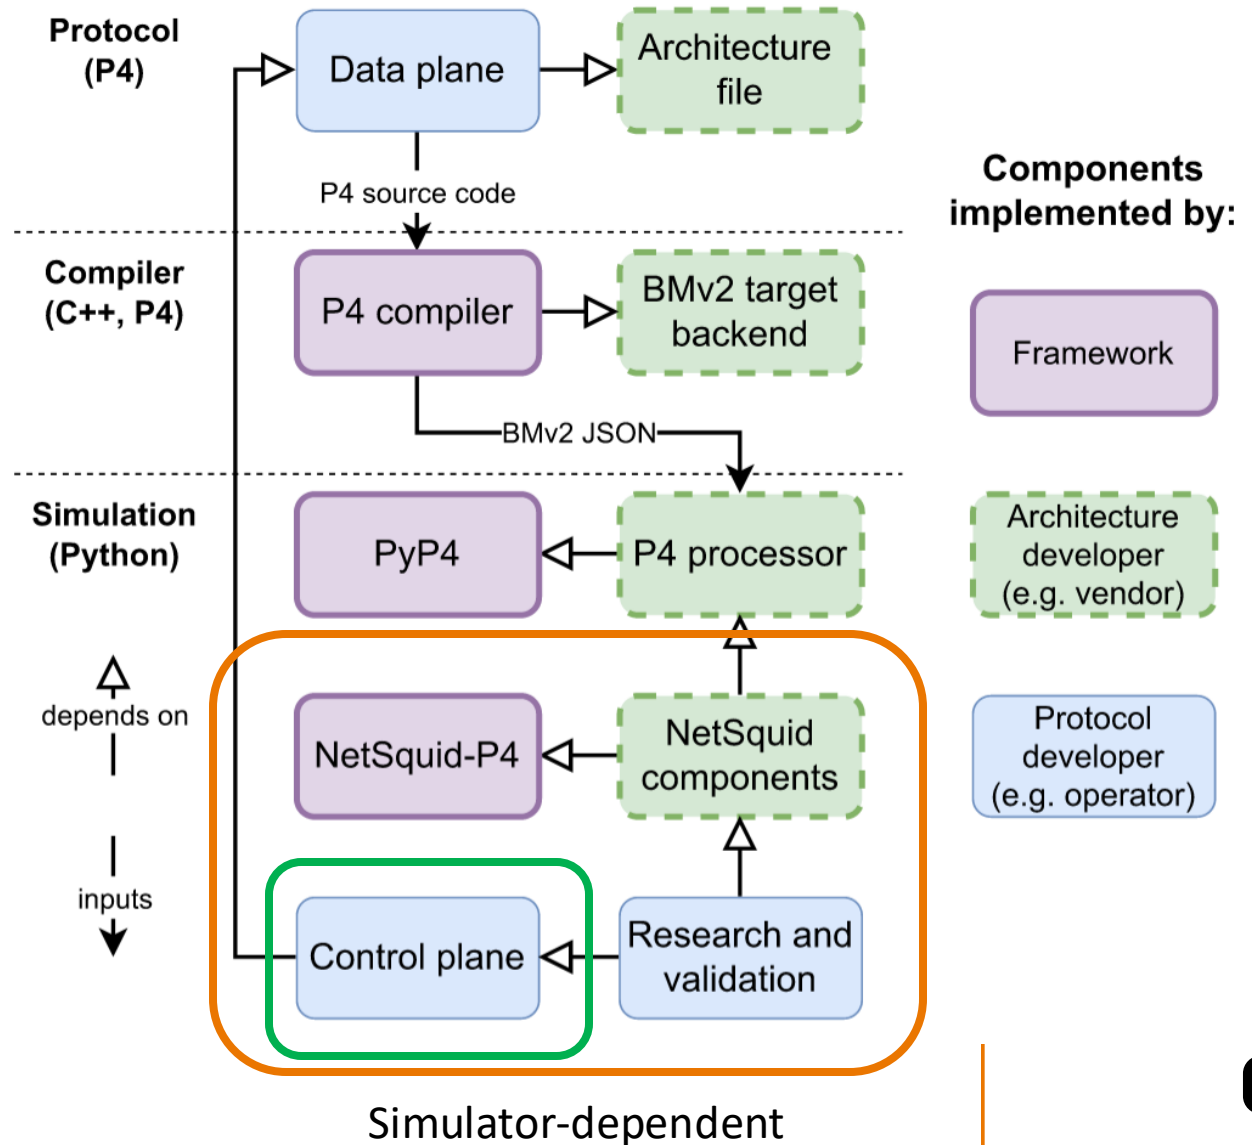 Protocol
(P4)
Data plane
Architecture
file
P4 source code
Components
implemented by:
Compiler
(C++, P4)
P4 compiler
BMv2 target
backend
Framework
BMv2 JSON
Simulation
(Python)
PyP4
P4 processor
Architecture
developer
(e.g. vendor)
depends on
NetSquid-P4
NetSquid
components
Protocol
developer
(e.g. operator)
inputs
Control plane
Research and
validation
Simulator-dependent